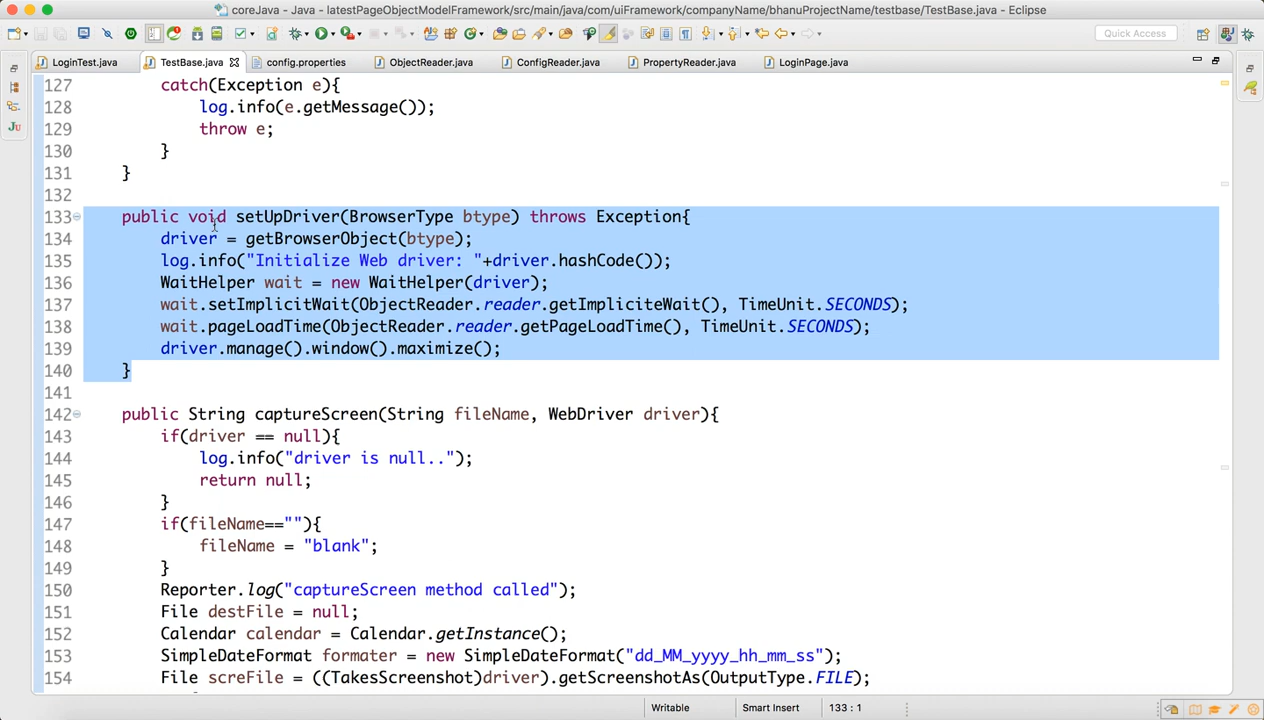 coreJava - Java - latestPageObjectModelFramework/src/main/java/com/uiFramework/companyName/bhanuProjectName/testbase/TestBase.java - Eclipse
Quick Access
LoginTest.java TestBase.java config.properties ObjectReader.java ConfigReader.java PropertyReader.java LoginPage.java
127 catch(Exception e){
128 log.info(e.getMessage());
129 throw e;
130 }
131 }
132
133 public void setUpDriver(BrowserType btype) throws Exception{
134 driver = getBrowserObject(btype);
135 log.info("Initialize Web driver: "+driver.hashCode());
136 WaitHelper wait = new WaitHelper(driver);
137 wait.setImplicitWait(ObjectReader.reader.getImpliciteWait(), TimeUnit.SECONDS);
138 wait.pageLoadTime(ObjectReader.reader.getPageLoadTime(), TimeUnit.SECONDS);
139 driver.manage().window().maximize();
140 }
141
142 public String captureScreen(String fileName, WebDriver driver){
143 if(driver == null){
144 log.info("driver is null..");
145 return null;
146 }
147 if(fileName==""){
148 fileName = "blank";
149 }
150 Reporter.log("captureScreen method called");
151 File destFile = null;
152 Calendar calendar = Calendar.getInstance();
153 SimpleDateFormat formater = new SimpleDateFormat("dd_MM_yyyy_hh_mm_ss");
154 File screFile = ((TakesScreenshot)driver).getScreenshotAs(OutputType.FILE);
Writable Smart Insert 133 : 1